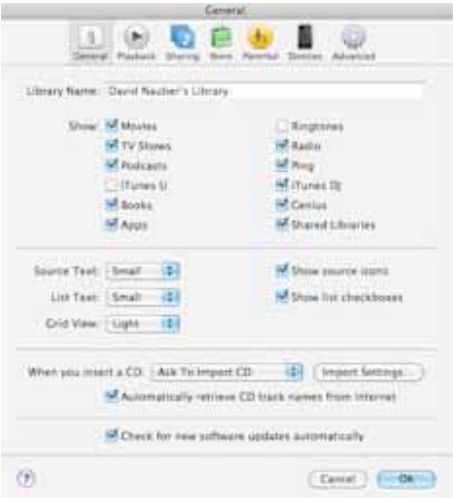 General
General Playback Sharing Store Parental Devices Advanced
Library Name: David Nauber's Library
Show: Movies Ringtones
TV Shows Radio
Podcasts Ping
iTunes U iTunes DJ
Books Genius
Apps Shared Libraries
Source Text: Small Show source icons
List Text: Small Show list checkboxes
Grid View: Light
When you insert a CD: Ask To Import CD Import Settings...
Automatically retrieve CD track names from Internet
Check for new software updates automatically
? Cancel OK